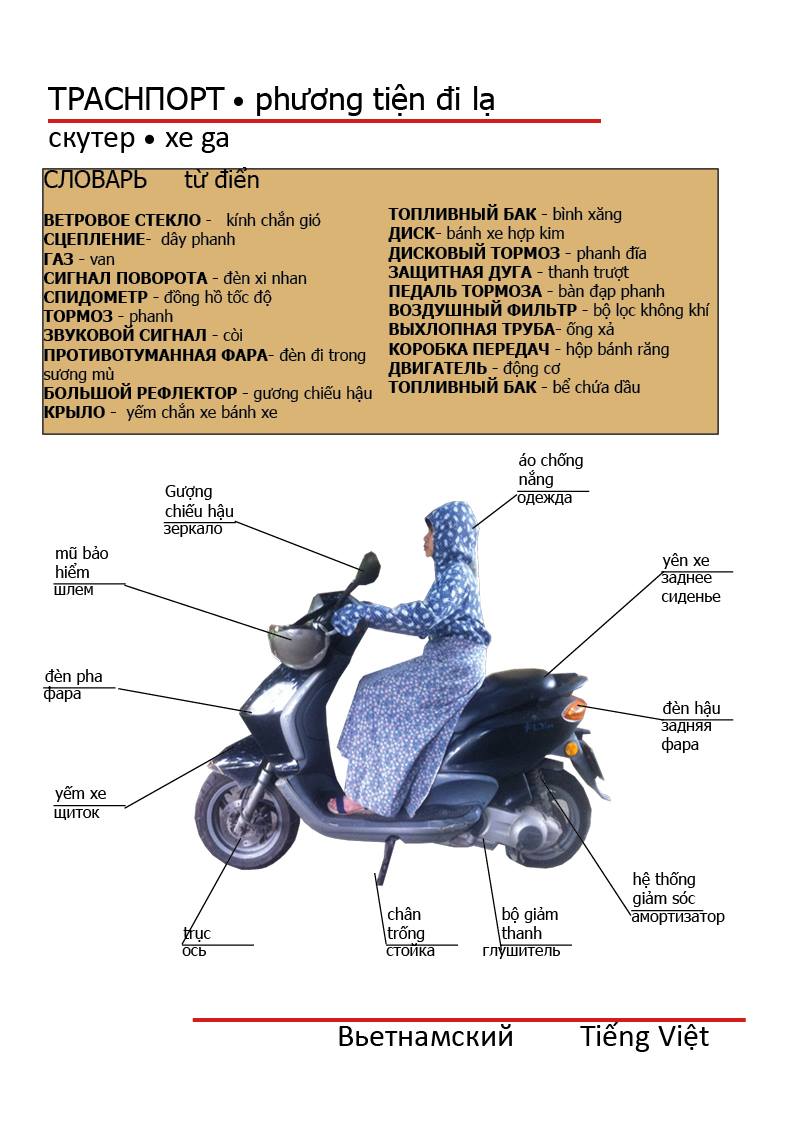 ТРАСНПОРТ • phương tiện đi lạ
скутер • xe ga
СЛОВАРЬ từ điển
ВЕТРОВОЕ СТЕКЛО - kính chắn gió
СЦЕПЛЕНИЕ- dây phanh
ГАЗ - van
СИГНАЛ ПОВОРОТА - đèn xi nhan
СПИДОМЕТР - đồng hồ tốc độ
ТОРМОЗ - phanh
ЗВУКОВОЙ СИГНАЛ - còi
ПРОТИВОТУМАННАЯ ФАРА- đèn đi trong
sương mù
БОЛЬШОЙ РЕФЛЕКТОР - gương chiếu hậu
КРЫЛО - yếm chắn xe bánh xe
ТОПЛИВНЫЙ БАК - bình xăng
ДИСК- bánh xe hợp kim
ДИСКОВЫЙ ТОРМОЗ - phanh đĩa
ЗАЩИТНАЯ ДУГА - thanh trượt
ПЕДАЛЬ ТОРМОЗА - bàn đạp phanh
ВОЗДУШНЫЙ ФИЛЬТР - bộ lọc không khí
ВЫХЛОПНАЯ ТРУБА- ống xả
КОРОБКА ПЕРЕДАЧ - hộp bánh răng
ДВИГАТЕЛЬ - động cơ
ТОПЛИВНЫЙ БАК - bể chứa dầu
áo chống
nắng
одежда
Gượng
chiếu hậu
зеркало
mũ bảo
hiểm
шлем
yên xe
заднее
сиденье
đèn pha
фара
đèn hậu
задняя
фара
yếm xe
щиток
hệ thống
giảm sóc
амортизатор
trục
ось
chân
trống
стойка
bộ giảm
thanh
глушитель
Вьетнамский Tiếng Việt